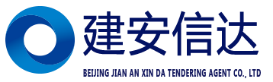 建安信达
BEIJING JIAN AN XIN DA TENDERING AGENT CO., LTD